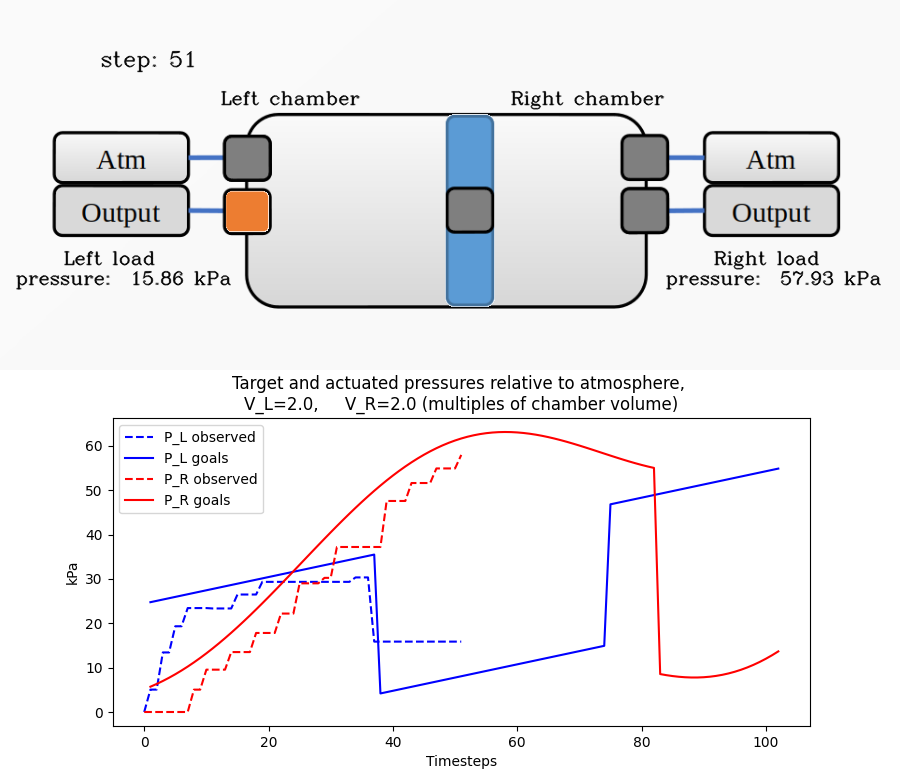 step: 51
Left chamber
Right chamber
Atm
Atm
Output
Output
Left load
pressure: 15.86 kPa
Right load
pressure: 57.93 kPa
Target and actuated pressures relative to atmosphere,
V_L=2.0, V_R=2.0 (multiples of chamber volume)
P_L observed
P_L goals
P_R observed
P_R goals
kPa
60
50
40
30
20
10
0
0
20
40
60
80
100
Timesteps